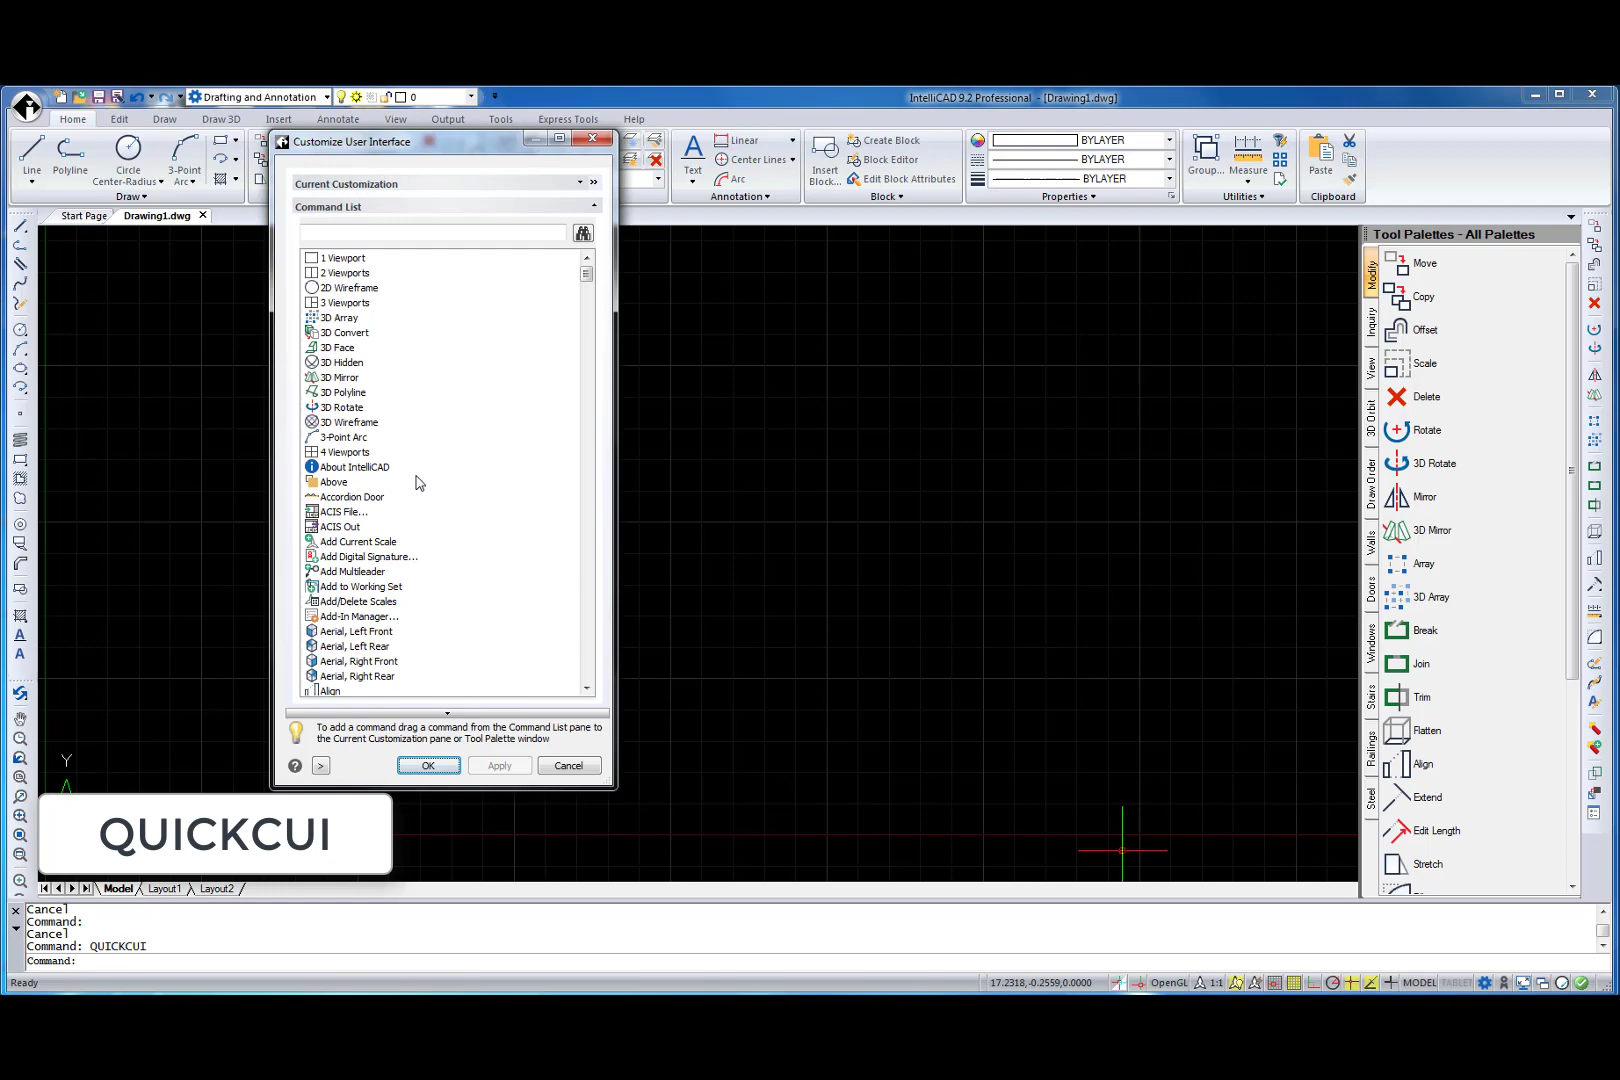 Drafting and Annotation
0
IntelliCAD 9.2 Professional - [Drawing1.dwg]
Home
Edit
Draw
Draw 3D
Insert
Annotate
View
Output
Tools
Express Tools
Help
Line
Polyline
Circle
Center-Radius
3-Point
Arc
Draw
Text
Linear
Center Lines
Arc
Annotation
Insert
Block...
Create Block
Block Editor
Edit Block Attributes
Block
BYLAYER
BYLAYER
BYLAYER
Properties
Group...
Measure
Utilities
Paste
Clipboard
Start Page
Drawing1.dwg
Customize User Interface
Current Customization
Command List
1 Viewport
2 Viewports
2D Wireframe
3 Viewports
3D Array
3D Convert
3D Face
3D Hidden
3D Mirror
3D Polyline
3D Rotate
3D Wireframe
3-Point Arc
4 Viewports
About IntelliCAD
Above
Accordion Door
ACIS File...
ACIS Out
Add Current Scale
Add Digital Signature...
Add Multileader
Add to Working Set
Add/Delete Scales
Add-In Manager...
Aerial, Left Front
Aerial, Left Rear
Aerial, Right Front
Aerial, Right Rear
Align
To add a command drag a command from the Command List pane to
the Current Customization pane or Tool Palette window
OK
Apply
Cancel
Tool Palettes - All Palettes
Modify
Inquiry
View
3D Orbit
Draw Order
Walls
Doors
Windows
Stairs
Railings
Steel
Move
Copy
Offset
Scale
Delete
Rotate
3D Rotate
Mirror
3D Mirror
Array
3D Array
Break
Join
Trim
Flatten
Align
Extend
Edit Length
Stretch
Y
QUICKCUI
Model
Layout1
Layout2
Cancel
Command:
Cancel
Command: QUICKCUI
Command:
Ready
17.2318,-0.2559,0.0000
OpenGL
1:1
MODEL
TABLET